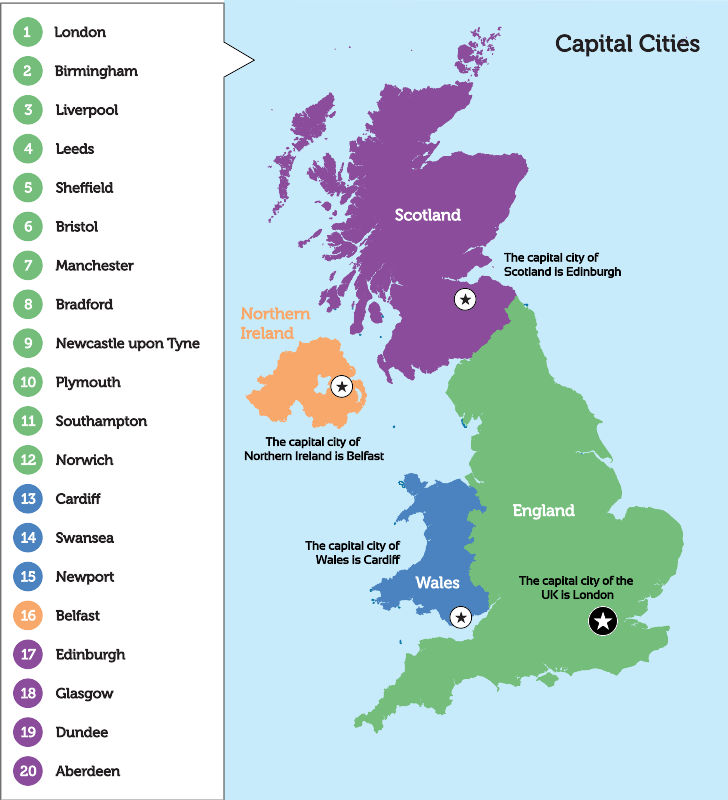 Capital Cities
1 London
2 Birmingham
3 Liverpool
4 Leeds
5 Sheffield
6 Bristol
7 Manchester
8 Bradford
9 Newcastle upon Tyne
10 Plymouth
11 Southampton
12 Norwich
13 Cardiff
14 Swansea
15 Newport
16 Belfast
17 Edinburgh
18 Glasgow
19 Dundee
20 Aberdeen
Scotland
The capital city of
Scotland is Edinburgh
Northern
Ireland
The capital city of
Northern Ireland is Belfast
England
The capital city of
Wales is Cardiff
Wales
The capital city of the
UK is London